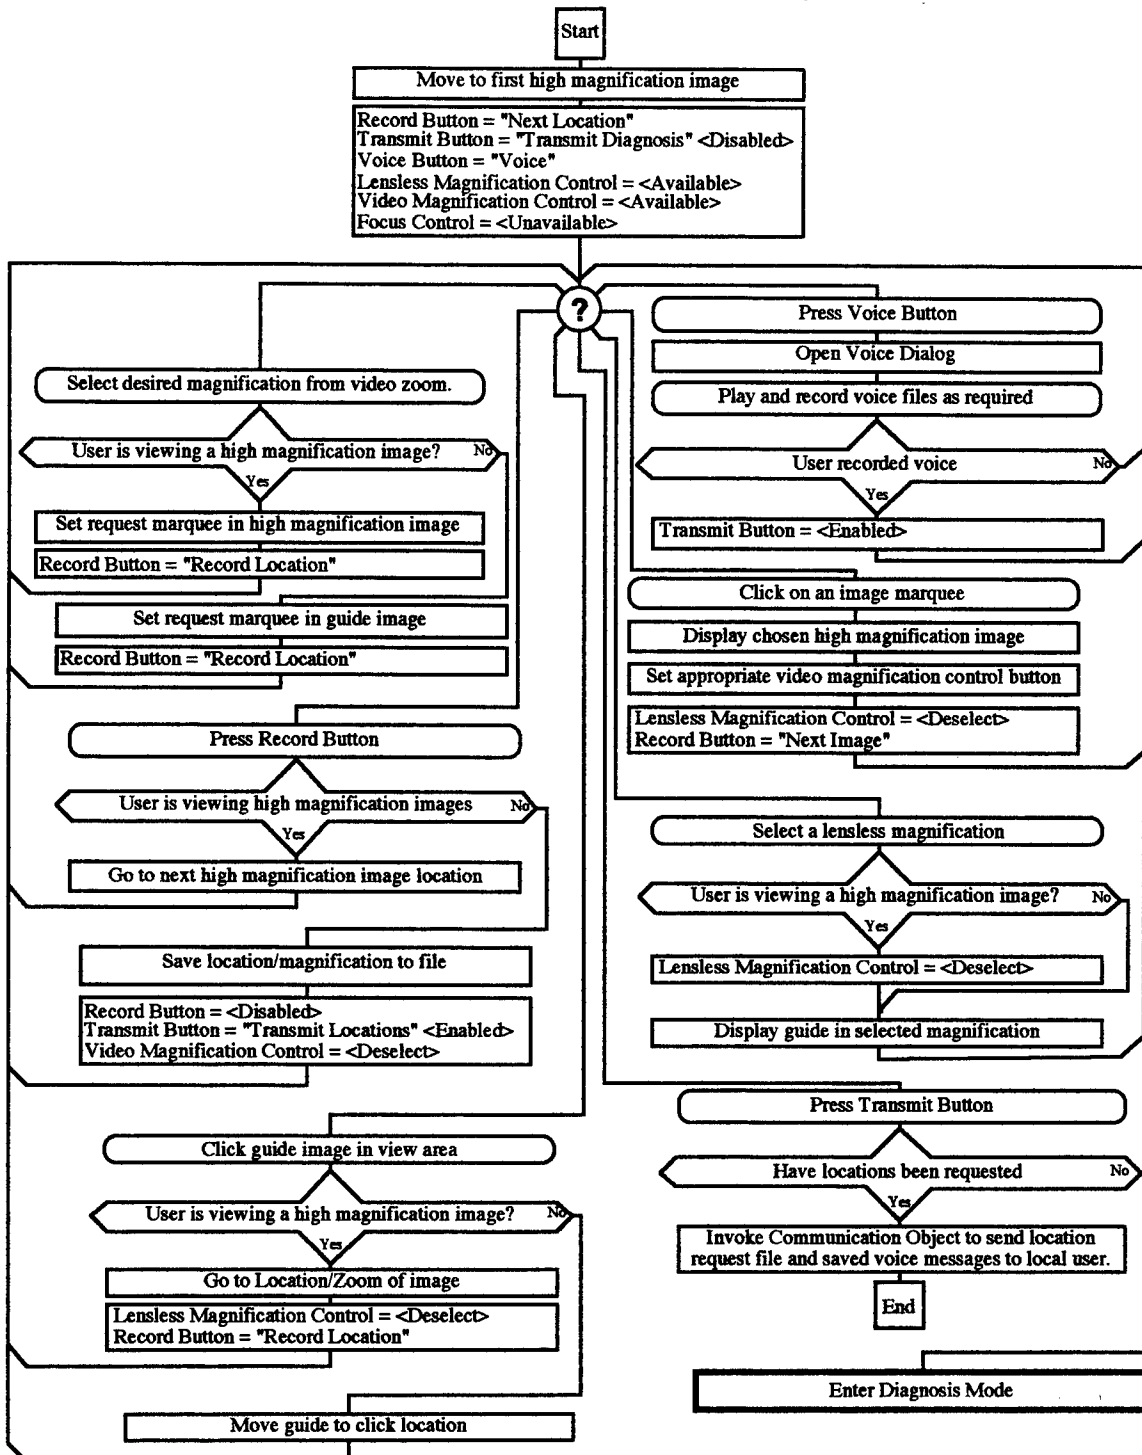 Start
Move to first high magnification image
Record Button = "Next Location"
Transmit Button = "Transmit Diagnosis" <Disabled>
Voice Button = "Voice"
Lensless Magnification Control = <Available>
Video Magnification Control = <Available>
Focus Control = <Unavailable>
?
Select desired magnification from video zoom.
User is viewing a high magnification image?
No
Yes
Set request marquee in high magnification image
Record Button = "Record Location"
Set request marquee in guide image
Record Button = "Record Location"
Press Record Button
User is viewing high magnification images
No
Yes
Go to next high magnification image location
Save location/magnification to file
Record Button = <Disabled>
Transmit Button = "Transmit Locations" <Enabled>
Video Magnification Control = <Deselect>
Click guide image in view area
User is viewing a high magnification image?
No
Yes
Go to Location/Zoom of image
Lensless Magnification Control = <Deselect>
Record Button = "Record Location"
Move guide to click location
Press Voice Button
Open Voice Dialog
Play and record voice files as required
User recorded voice
No
Yes
Transmit Button = <Enabled>
Click on an image marquee
Display chosen high magnification image
Set appropriate video magnification control button
Lensless Magnification Control = <Deselect>
Record Button = "Next Image"
Select a lensless magnification
User is viewing a high magnification image?
No
Yes
Lensless Magnification Control = <Deselect>
Display guide in selected magnification
Press Transmit Button
Have locations been requested
No
Yes
Invoke Communication Object to send location
request file and saved voice messages to local user.
End
Enter Diagnosis Mode